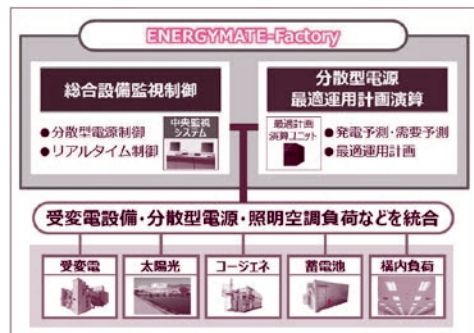 ENERGYMATE-Factory
総合設備監視制御
●分散型電源制御
●リアルタイム制御
中央監視
システム
分散型電源
最適運用計画演算
最適計画
演算ユニット
●発電予測・需要予測
●最適運用計画
受変電設備・分散型電源・照明空調負荷などを統合
受変電
太陽光
コージェネ
蓄電池
構内負荷